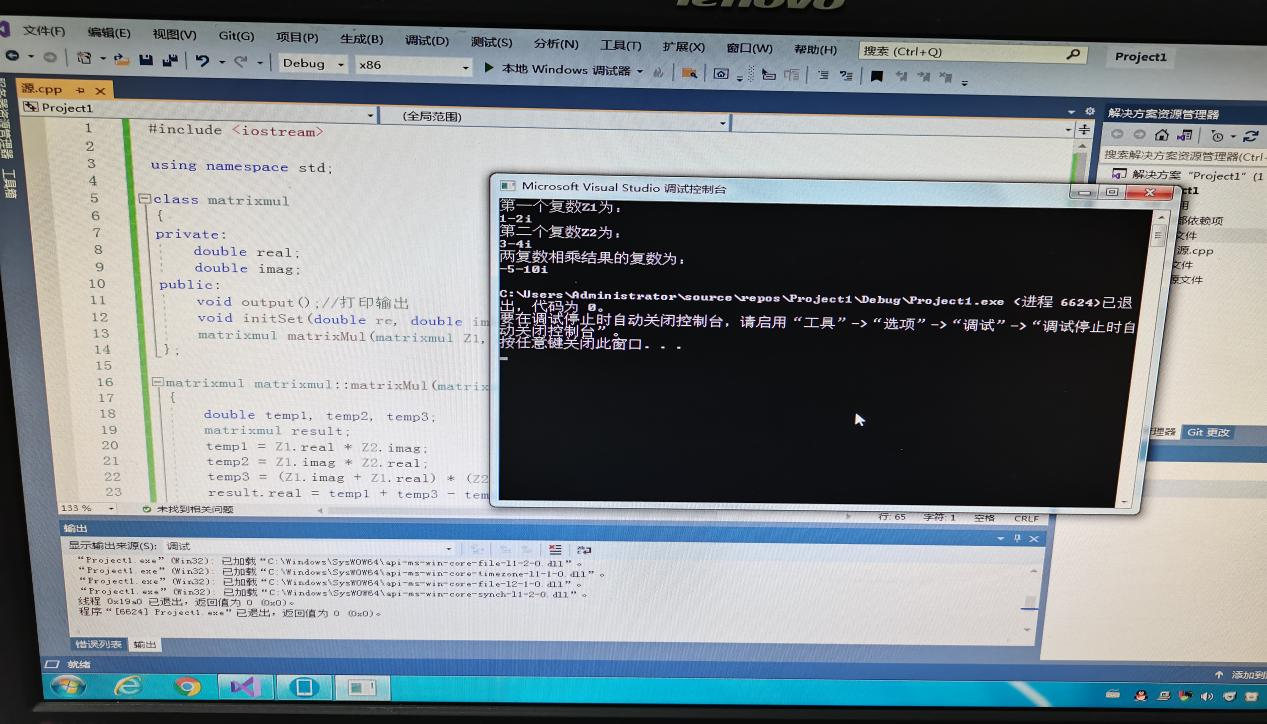 lenovo
文件(F) 编辑(E) 视图(V) Git(G) 项目(P) 生成(B) 调试(D) 测试(S) 分析(N) 工具(T) 扩展(X) 窗口(W) 帮助(H) 搜索 (Ctrl+Q) Project1
Debug x86 本地 Windows 调试器
源.cpp
Project1 (全局范围)
工具箱
1 #include <iostream>
2
3 using namespace std;
4
5 class matrixmul
6 {
7 private:
8 double real;
9 double imag;
10 public:
11 void output();//打印输出
12 void initSet(double re, double im
13 matrixmul matrixMul(matrixmul Z1,
14 };
15
16 matrixmul matrixmul::matrixMul(matrix
17 {
18 double temp1, temp2, temp3;
19 matrixmul result;
20 temp1 = Z1.real * Z2.imag;
21 temp2 = Z1.imag * Z2.real;
22 temp3 = (Z1.imag + Z1.real) * (Z2
23 result.real = temp1 + temp3 - tem
133 % 未找到相关问题
行: 65 字符: 1 空格 CRLF
Microsoft Visual Studio 调试控制台
第一个复数Z1为:
1-2i
第二个复数Z2为:
3-4i
两复数相乘结果的复数为:
-5-10i
C:\Users\Administrator\source\repos\Project1\Debug\Project1.exe (进程 6624)已退
出，代码为 0。
要在调试停止时自动关闭控制台，请启用“工具”->“选项”->“调试”->“调试停止时自
动关闭控制台”。
按任意键关闭此窗口. . .
解决方案资源管理器
搜索解决方案资源管理器(Ctrl+
解决方案 "Project1" (1
ct1
用
部依赖项
文件
源.cpp
文件
源文件
理器 Git 更改
输出
显示输出来源(S): 调试
“Project1.exe” (Win32): 已加载“C:\Windows\SysWOW64\api-ms-win-core-file-l1-2-0.dll”。
“Project1.exe” (Win32): 已加载“C:\Windows\SysWOW64\api-ms-win-core-timezone-l1-1-0.dll”。
“Project1.exe” (Win32): 已加载“C:\Windows\SysWOW64\api-ms-win-core-file-l2-1-0.dll”。
“Project1.exe” (Win32): 已加载“C:\Windows\SysWOW64\api-ms-win-core-synch-l1-2-0.dll”。
线程 0x19a0 已退出，返回值为 0 (0x0)。
程序“[6624] Project1.exe”已退出，返回值为 0 (0x0)。
错误列表 输出
就绪
添加到